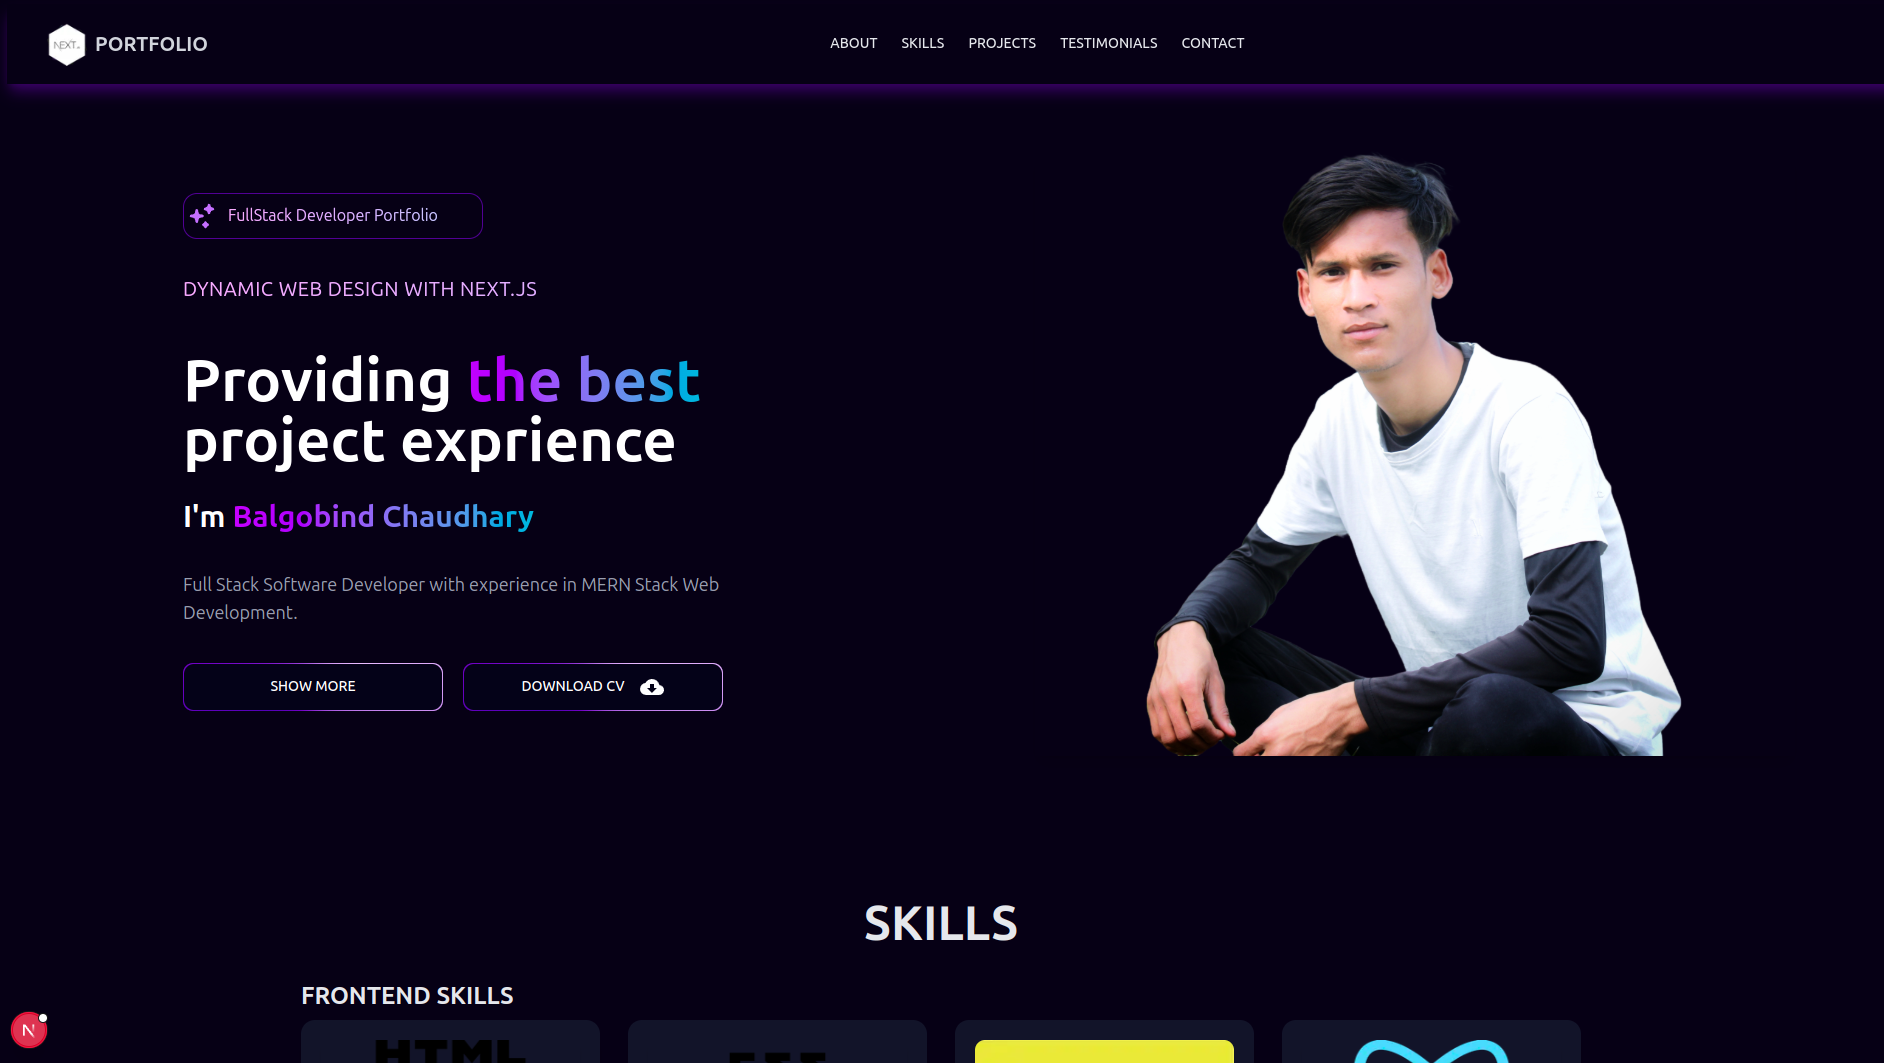 NEXT.
PORTFOLIO
ABOUT SKILLS PROJECTS TESTIMONIALS CONTACT
FullStack Developer Portfolio
DYNAMIC WEB DESIGN WITH NEXT.JS
Providing the best
project exprience
I'm Balgobind Chaudhary
Full Stack Software Developer with experience in MERN Stack Web
Development.
SHOW MORE
DOWNLOAD CV
SKILLS
FRONTEND SKILLS
HTML
N